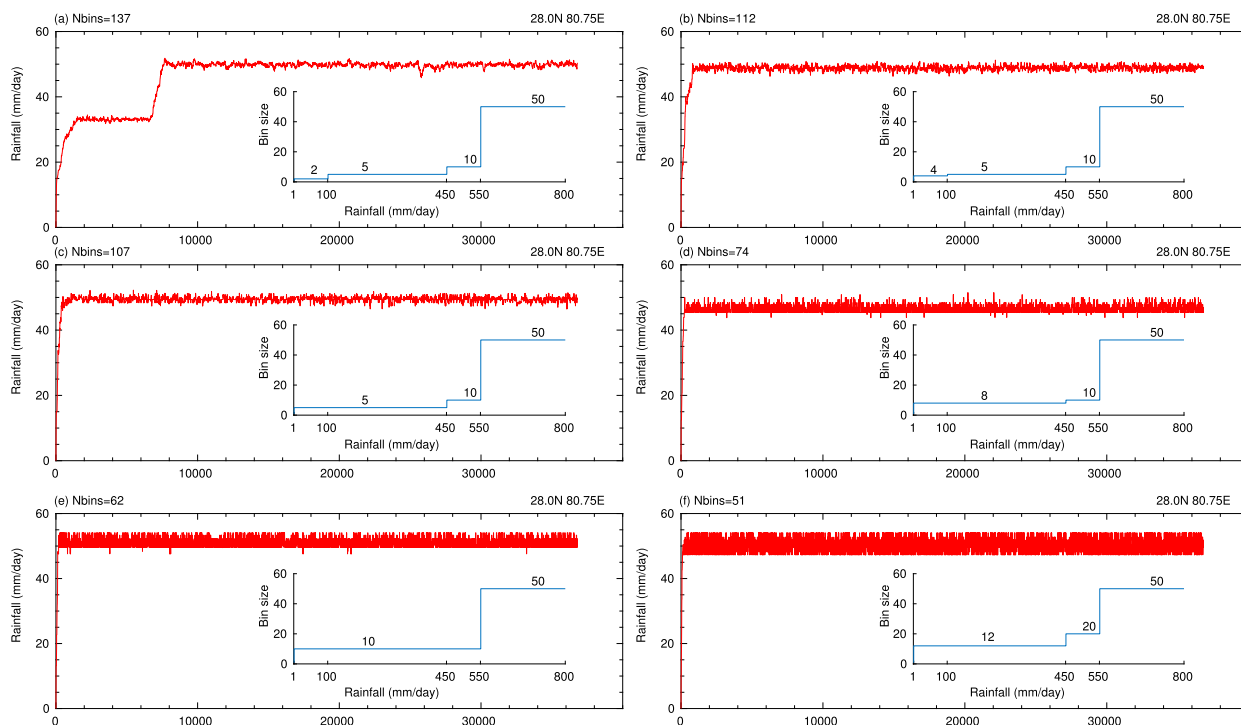 (a) Nbins=137 28.0N 80.75E
Rainfall (mm/day)
60
40
20
0
0 10000 20000 30000
Bin size
60
40
20
0
2 5 10 50
1 100 450 550 800
Rainfall (mm/day)
(b) Nbins=112 28.0N 80.75E
Rainfall (mm/day)
60
40
20
0
0 10000 20000 30000
Bin size
60
40
20
0
4 5 10 50
1 100 450 550 800
Rainfall (mm/day)
(c) Nbins=107 28.0N 80.75E
Rainfall (mm/day)
60
40
20
0
0 10000 20000 30000
Bin size
60
40
20
0
5 10 50
1 100 450 550 800
Rainfall (mm/day)
(d) Nbins=74 28.0N 80.75E
Rainfall (mm/day)
60
40
20
0
0 10000 20000 30000
Bin size
60
40
20
0
8 10 50
1 100 450 550 800
Rainfall (mm/day)
(e) Nbins=62 28.0N 80.75E
Rainfall (mm/day)
60
40
20
0
0 10000 20000 30000
Bin size
60
40
20
0
10 50
1 100 450 550 800
Rainfall (mm/day)
(f) Nbins=51 28.0N 80.75E
Rainfall (mm/day)
60
40
20
0
0 10000 20000 30000
Bin size
60
40
20
0
12 20 50
1 100 450 550 800
Rainfall (mm/day)